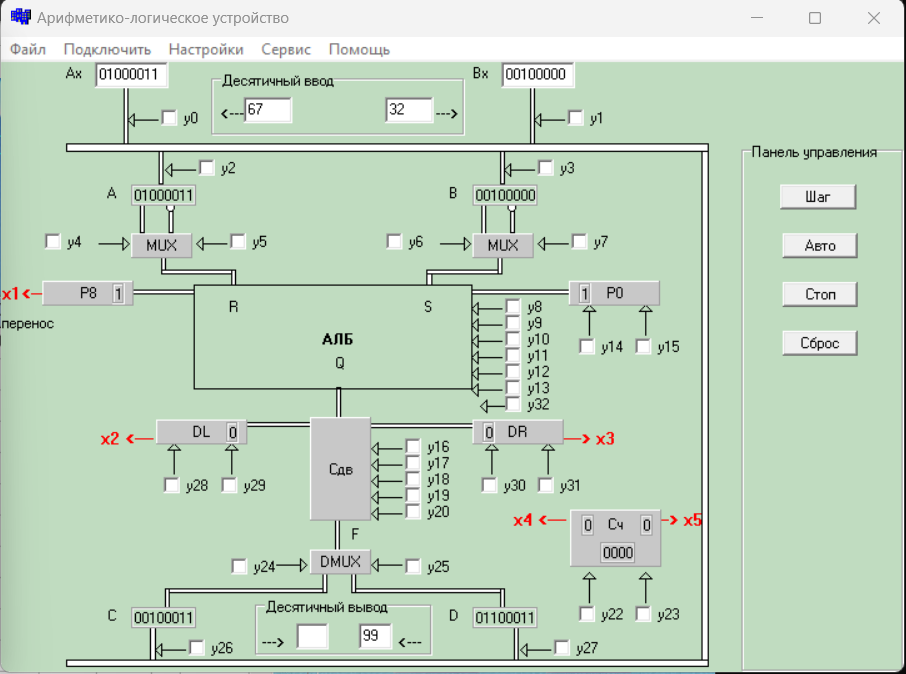 Арифметико-логическое устройство
Файл Подключить Настройки Сервис Помощь
Ax 01000011 Десятичный ввод Bx 00100000
y0 <--- 67 32 ---> y1
Панель управления
y2 y3
A 01000011 B 00100000 Шаг
y4 MUX y5 y6 MUX y7 Авто
x1 P8 1 1 P0 Стоп
R S y8
перенос y9
АЛБ y10 y14 y15 Сброс
Q y11
y12
y13
y32
x2 DL 0 0 DR x3
y16
y17
Сдв y18
y28 y29 y19 y30 y31
y20
x4 0 Сч 0 x5
F 0000
y24 DMUX y25
Десятичный вывод y22 y23
C 00100011 D 01100011
---> 99 <---
y26 y27